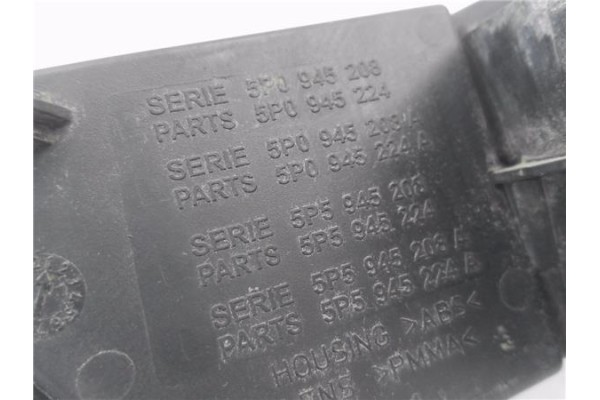 SERIE 5P0 945 208
PARTS 5P0 945 224
SERIE 5P0 945 208 A
PARTS 5P0 945 224 A
SERIE 5P5 945 208
PARTS 5P5 945 224
SERIE 5P5 945 208 A
PARTS 5P5 945 224 A
HOUSING >ABS<
>PMMA<